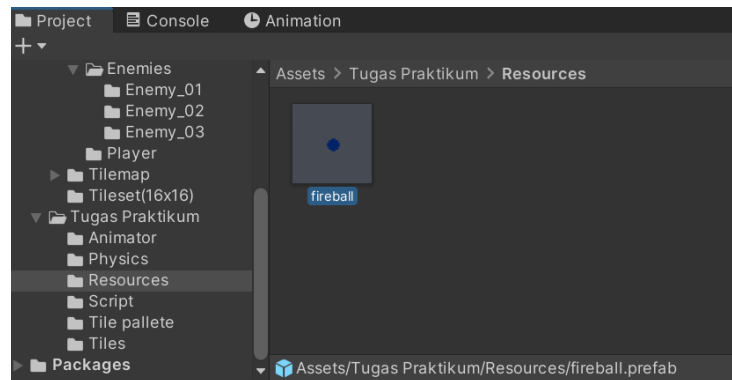 Project Console Animation
+
Enemies
Enemy_01
Enemy_02
Enemy_03
Player
Tilemap
Tileset(16x16)
Tugas Praktikum
Animator
Physics
Resources
Script
Tile pallete
Tiles
Packages
Assets > Tugas Praktikum > Resources
fireball
Assets/Tugas Praktikum/Resources/fireball.prefab